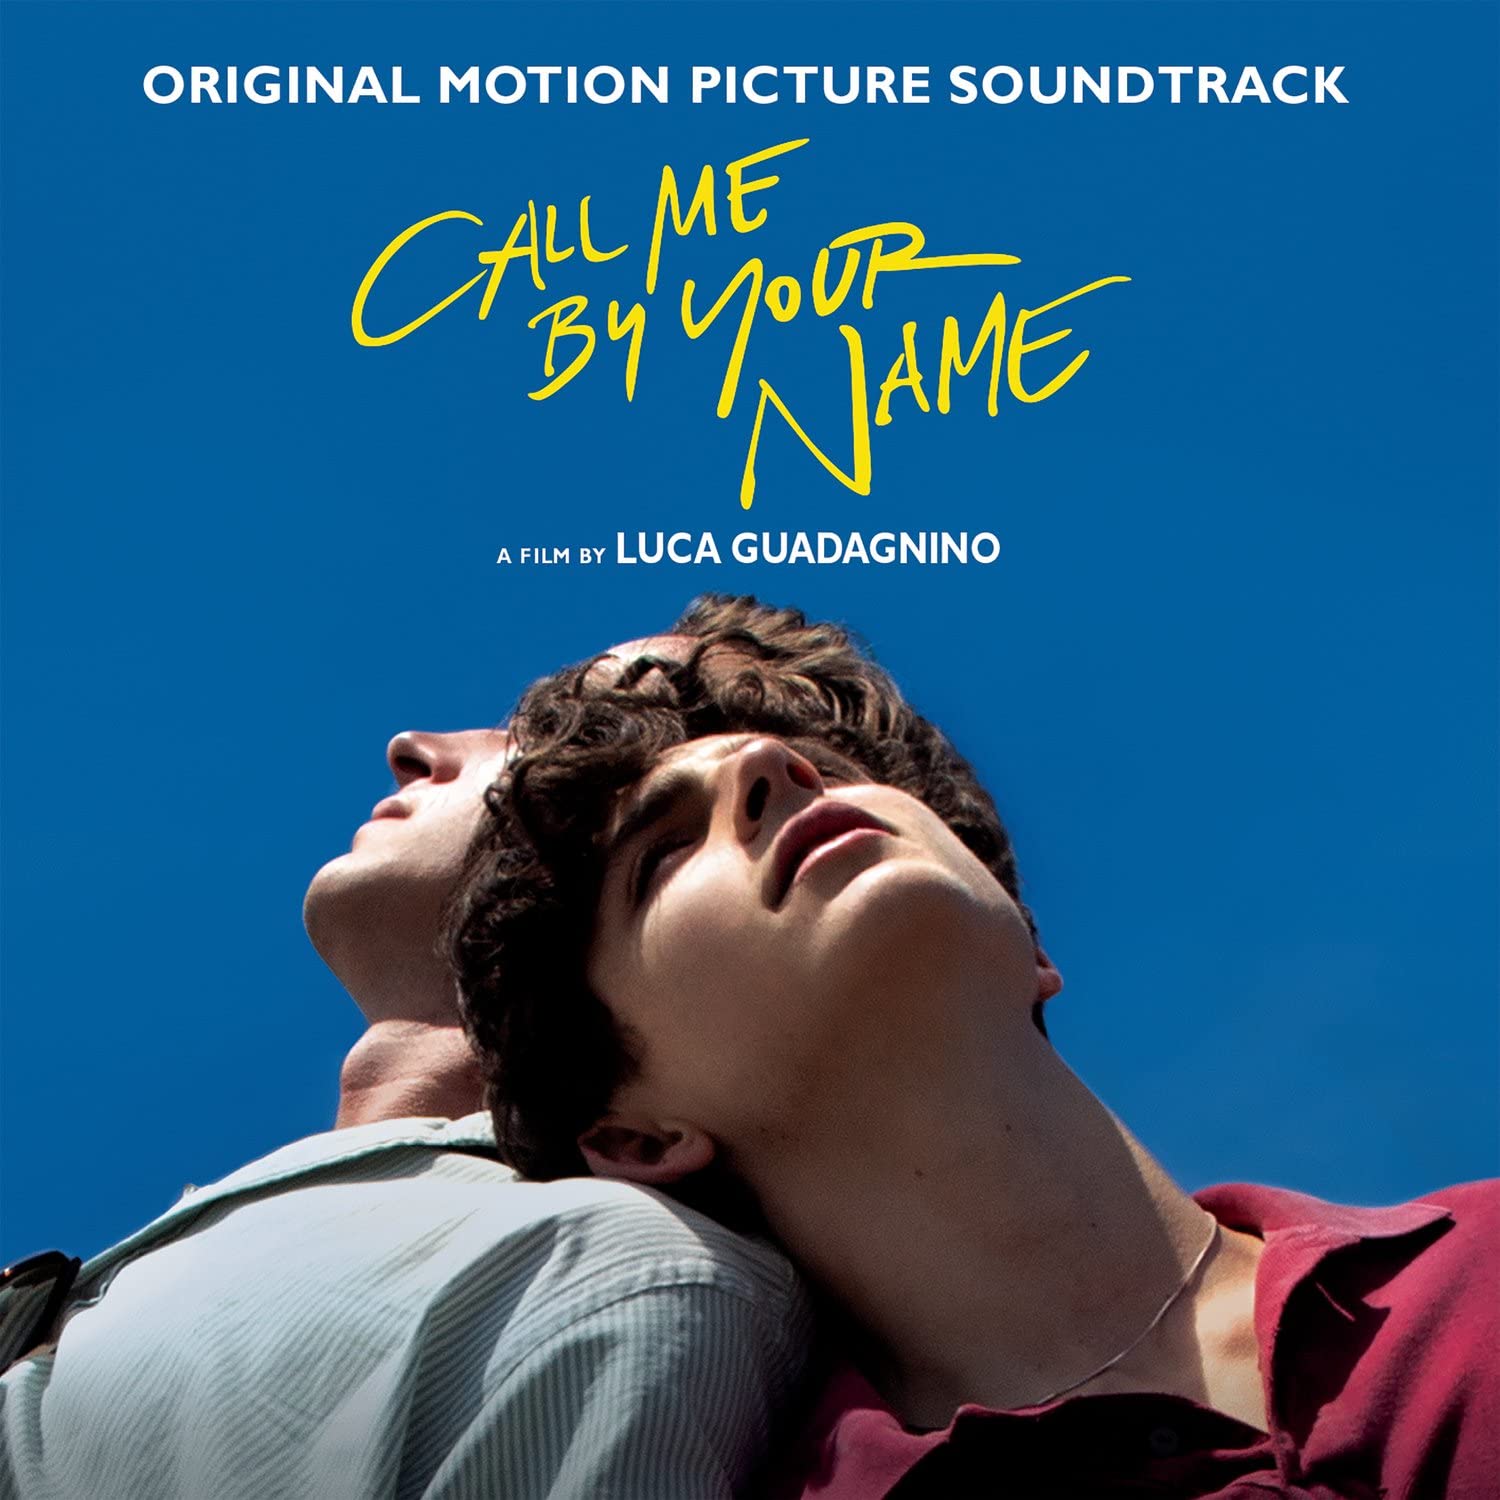 ORIGINAL MOTION PICTURE SOUNDTRACK
CALL ME
BY YOUR
NAME
A FILM BY LUCA GUADAGNINO